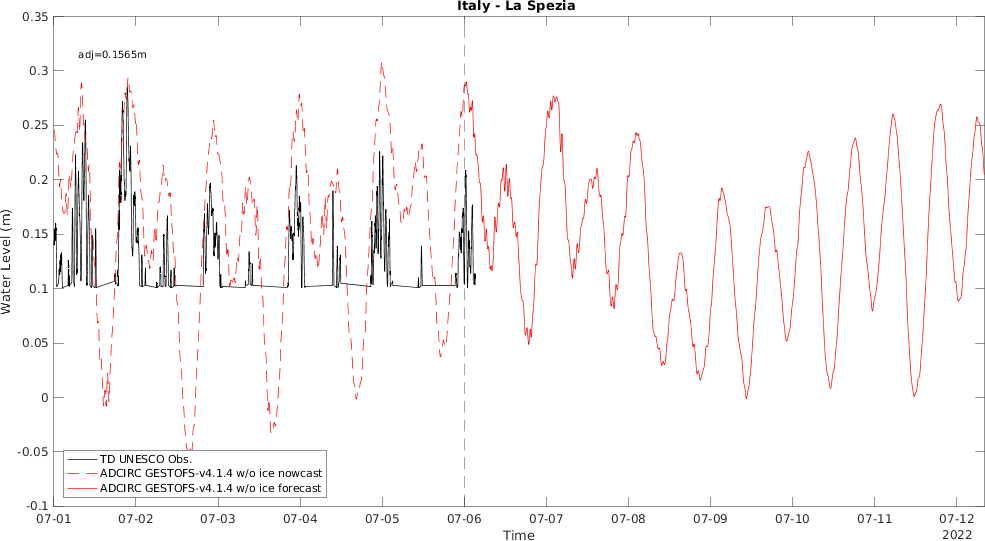 Italy - La Spezia
0.35
adj=0.1565m
0.3
0.25
0.2
0.15
0.1
0.05
0
-0.05
-0.1
Water Level (m)
TD UNESCO Obs.
ADCIRC GESTOFS-v4.1.4 w/o ice nowcast
ADCIRC GESTOFS-v4.1.4 w/o ice forecast
07-01 07-02 07-03 07-04 07-05 07-06 07-07 07-08 07-09 07-10 07-11 07-12
Time
2022